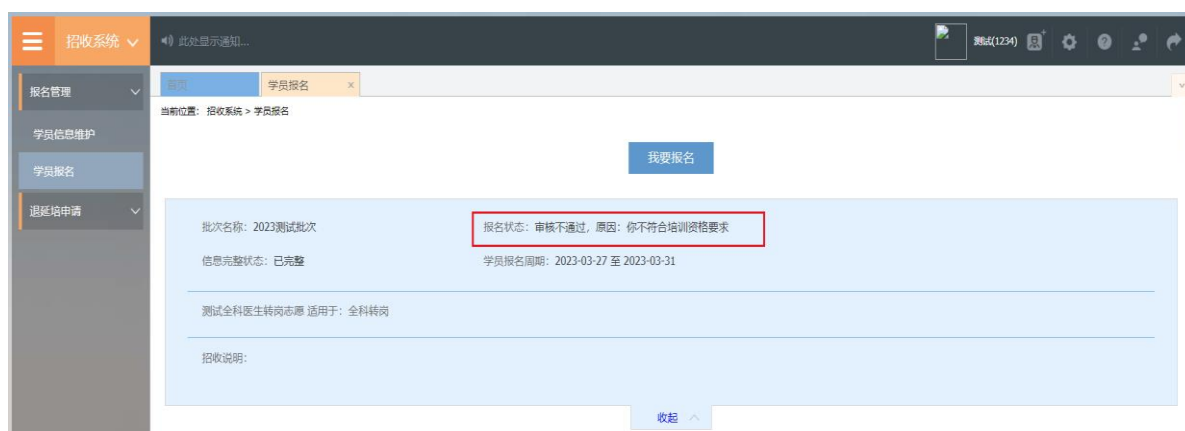 招收系统
此处显示通知...
测试(1234)
报名管理
学员信息维护
学员报名
退延培申请
首页
学员报名 x
当前位置：招收系统 > 学员报名
我要报名
批次名称：2023测试批次
报名状态：审核不通过，原因：你不符合培训资格要求
信息完整状态：已完整
学员报名周期：2023-03-27 至 2023-03-31
测试全科医生转岗志愿 适用于：全科转岗
招收说明：
收起